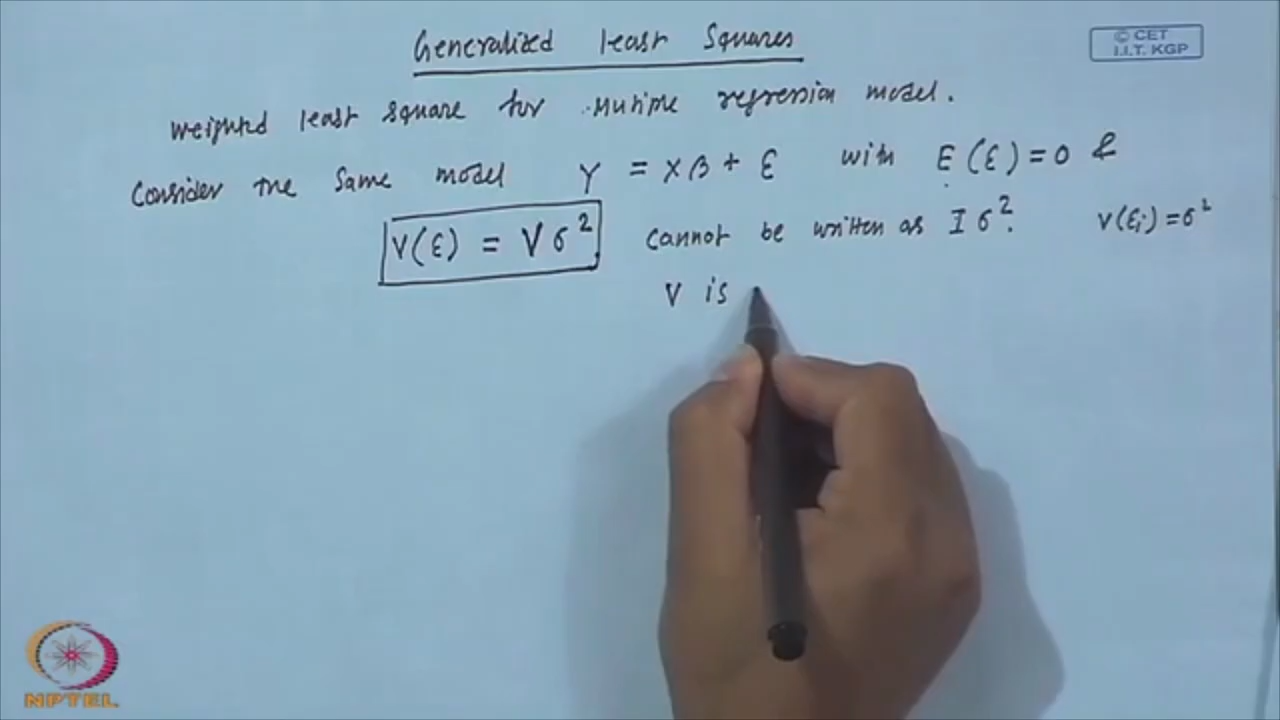 Generalized least Squares
© CET
I.I.T. KGP
weighted least square for Mutiple regression model.
Consider the same model Y = Xβ + ε with E(ε) = 0 &
V(ε) = Vσ² cannot be written as Iσ². V(εi) = σ²
V is
NPTEL